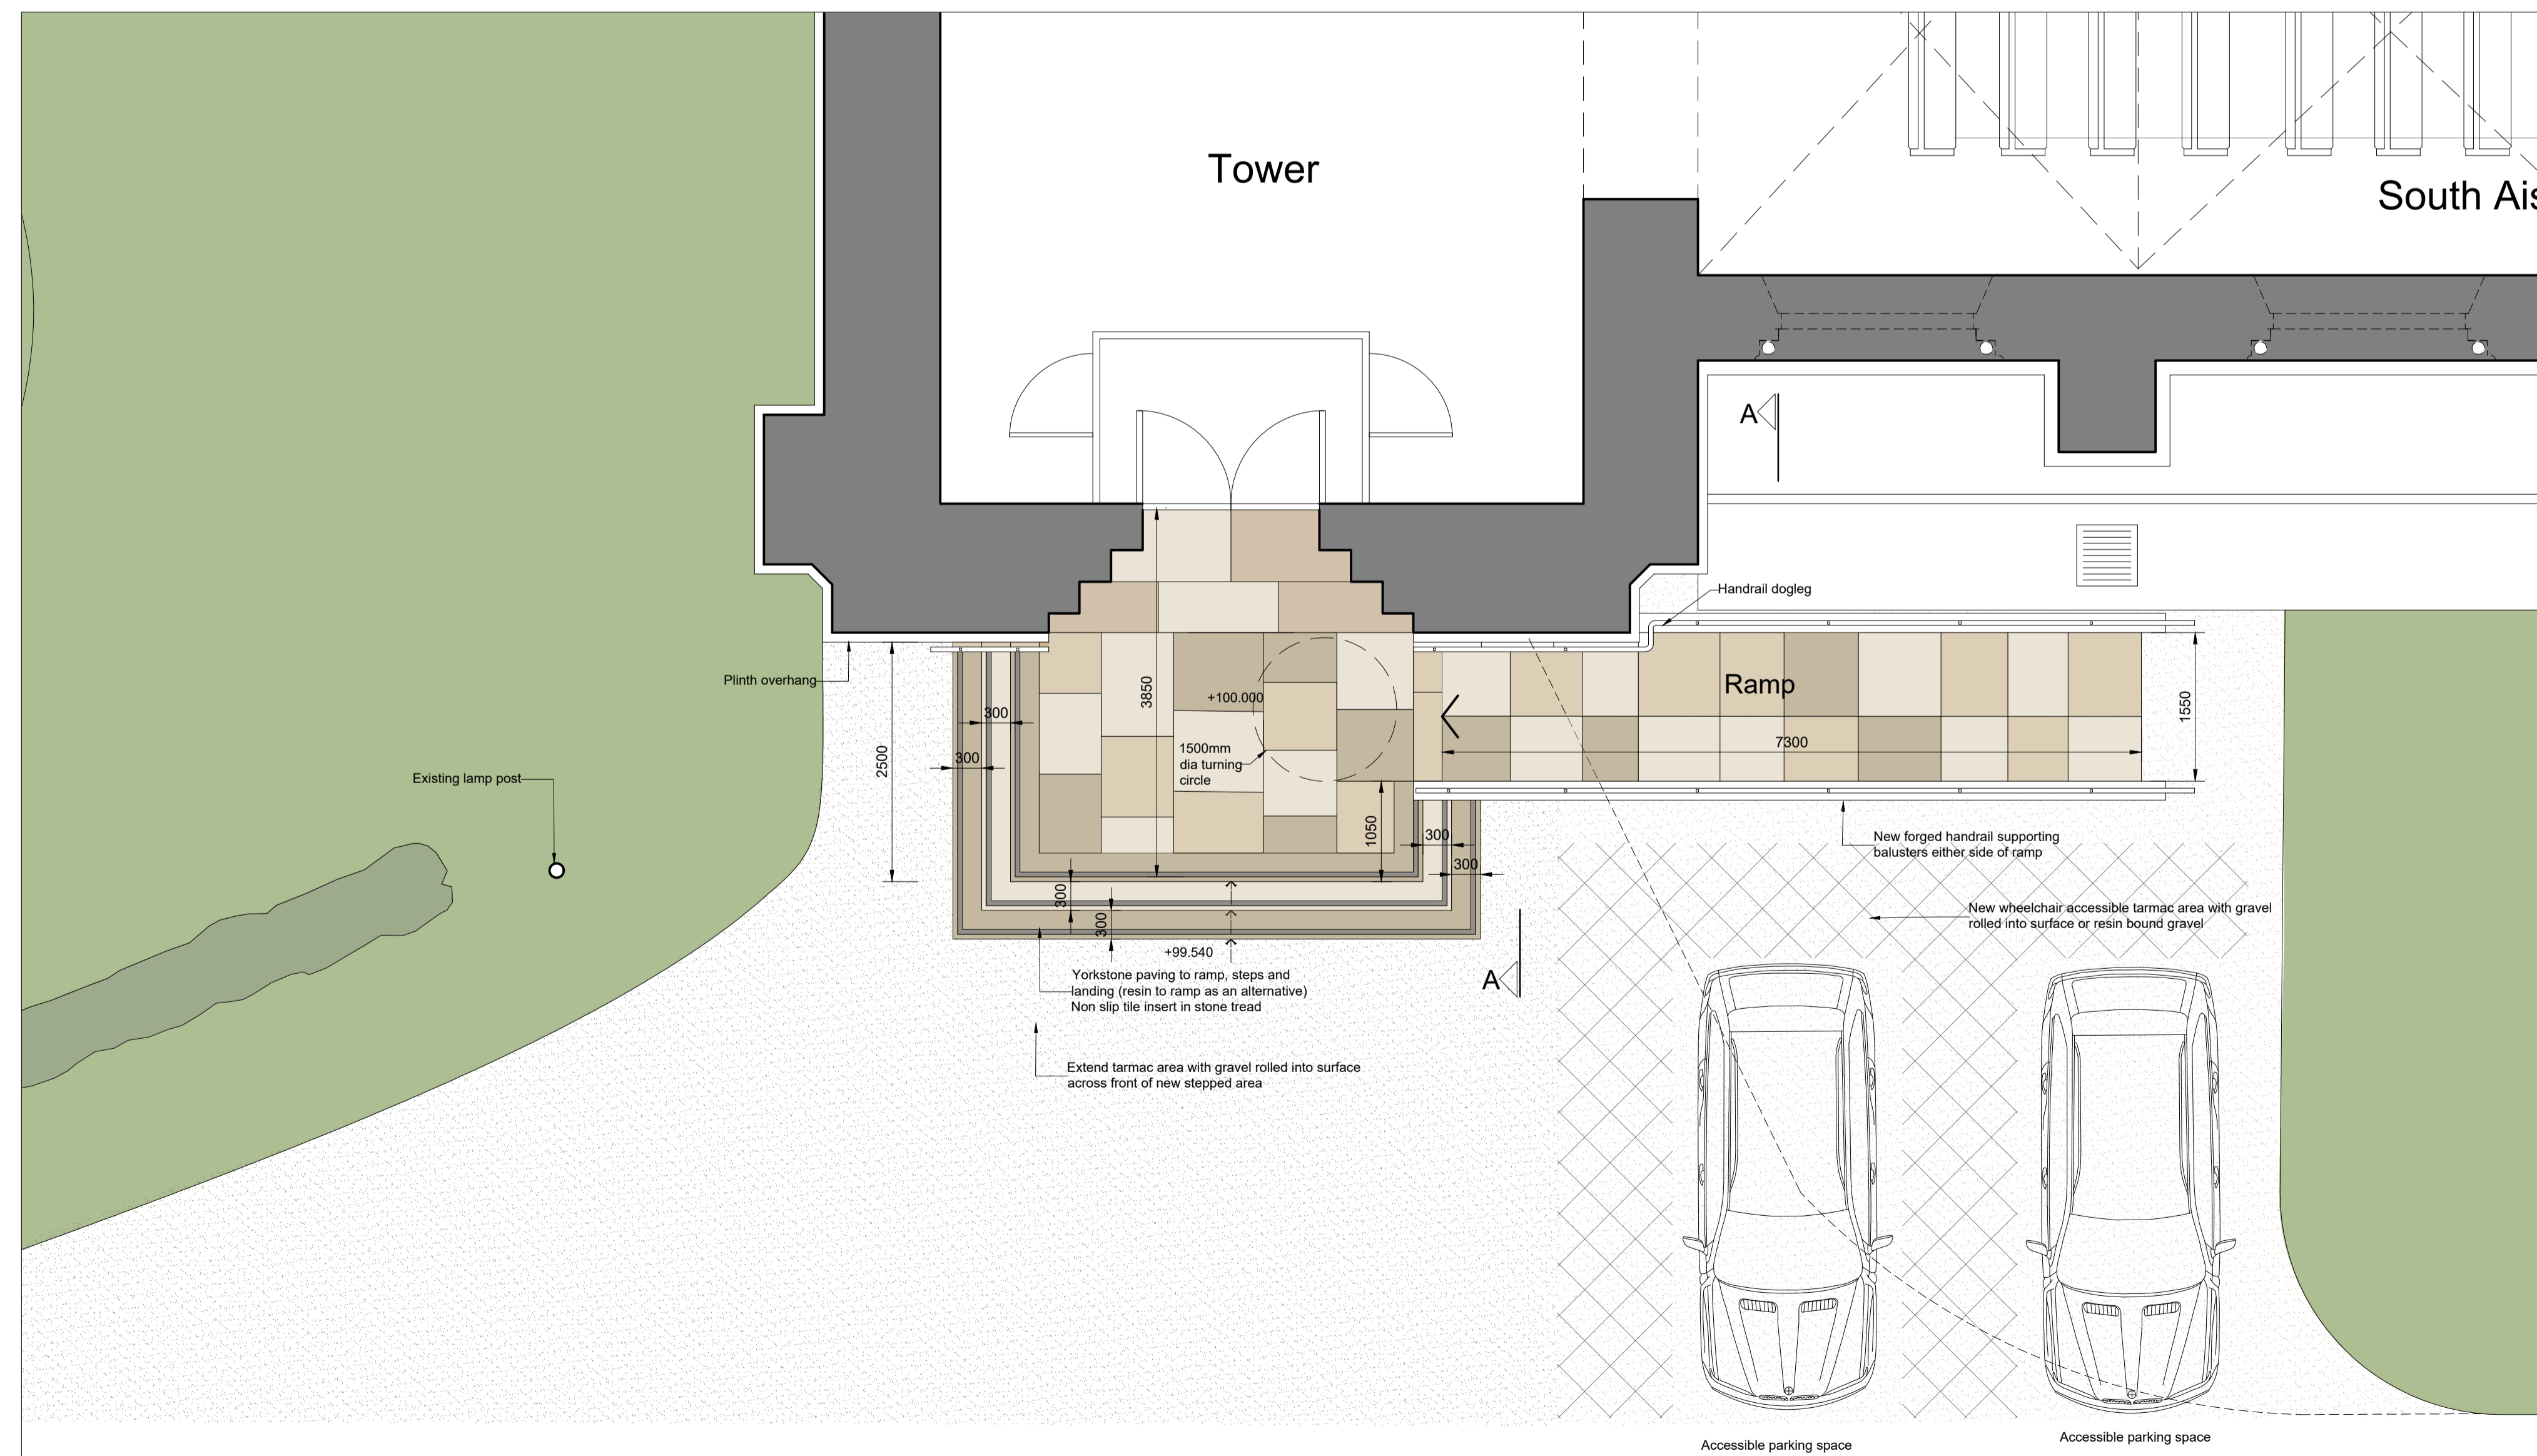 Tower
South Ais
A
Handrail dogleg
Plinth overhang
3850
+100.000
Ramp
1550
300
7300
2500
1500mm
dia turning
circle
300
Existing lamp post
1050
300
New forged handrail supporting
balusters either side of ramp
300
300
300
New wheelchair accessible tarmac area with gravel
rolled into surface or resin bound gravel
+99.540
A
Yorkstone paving to ramp, steps and
landing (resin to ramp as an alternative)
Non slip tile insert in stone tread
Extend tarmac area with gravel rolled into surface
across front of new stepped area
Accessible parking space
Accessible parking space